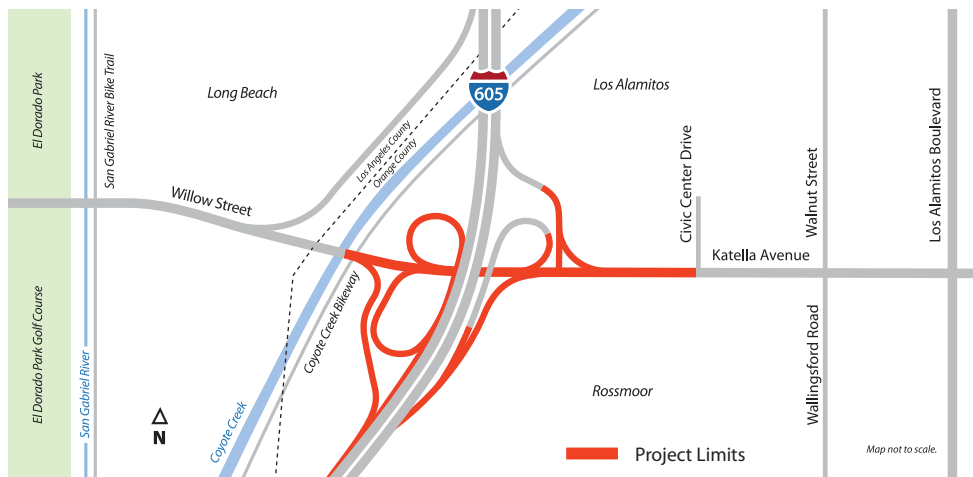 El Dorado Park
San Gabriel River Bike Trail
Long Beach
605
Los Alamitos
Los Angeles County
Orange County
Willow Street
Civic Center Drive
Walnut Street
Los Alamitos Boulevard
Katella Avenue
El Dorado Park Golf Course
San Gabriel River
Coyote Creek Bikeway
Coyote Creek
N
Rossmoor
Wallingsford Road
Project Limits
Map not to scale.